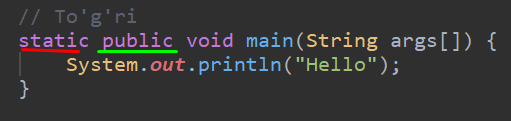 // To'g'ri
static public void main(String args[]) {
    System.out.println("Hello");
}